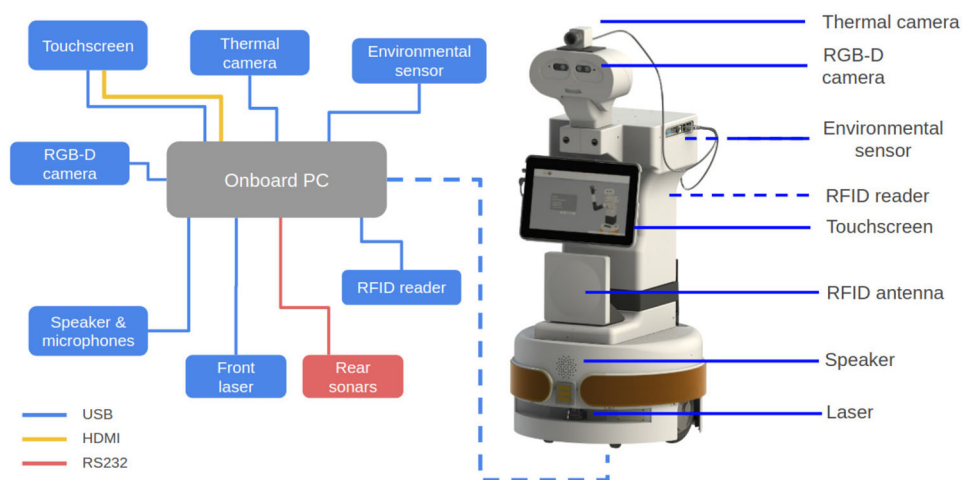 Touchscreen
Thermal
camera
Environmental
sensor
RGB-D
camera
Onboard PC
RFID reader
Speaker &
microphones
Front
laser
Rear
sonars
USB
HDMI
RS232
Thermal camera
RGB-D
camera
Environmental
sensor
RFID reader
Touchscreen
RFID antenna
Speaker
Laser